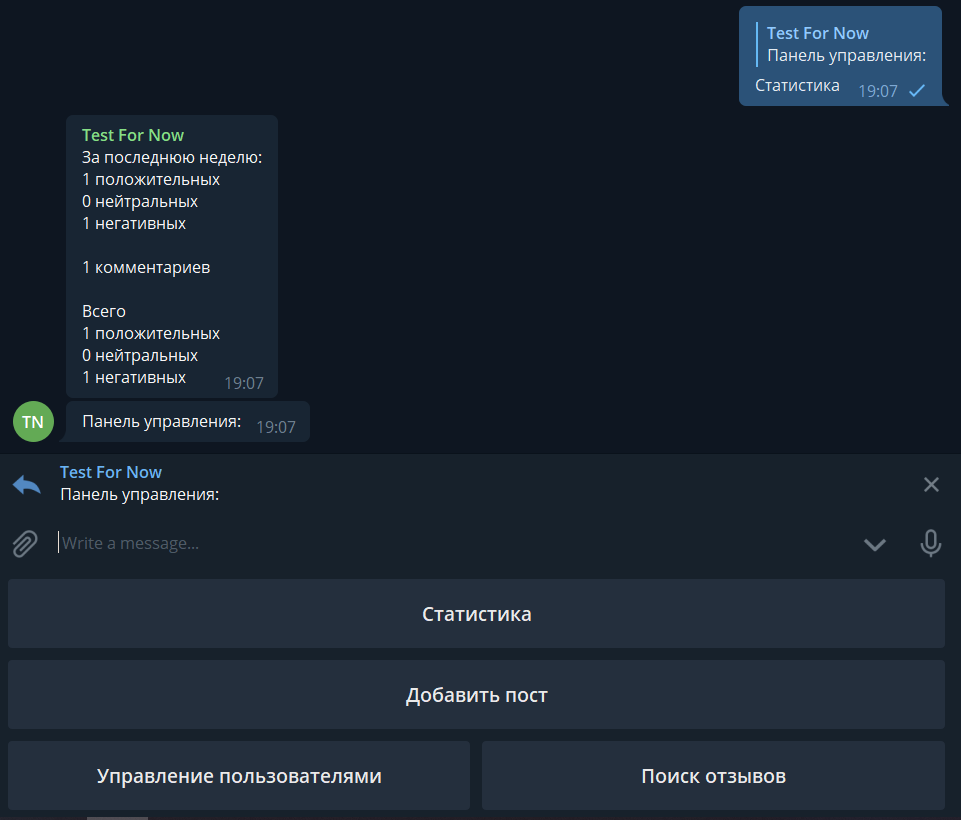 Test For Now
Панель управления:
Статистика 19:07
Test For Now
За последнюю неделю:
1 положительных
0 нейтральных
1 негативных
1 комментариев
Всего
1 положительных
0 нейтральных
1 негативных 19:07
TN Панель управления: 19:07
Test For Now
Панель управления:
Write a message...
Статистика
Добавить пост
Управление пользователями Поиск отзывов